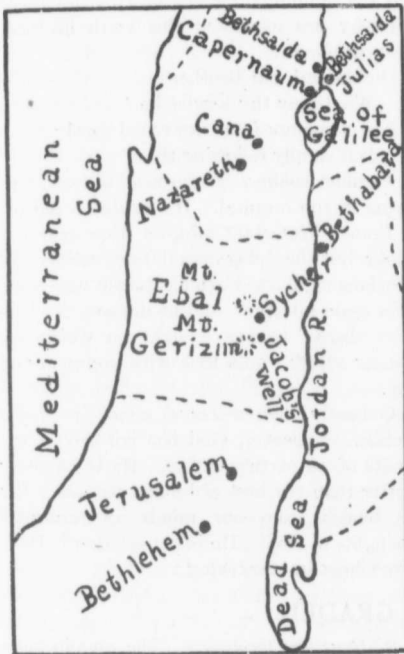 Bethsaida
Bethsaida
Julias
Capernaum
Sea of
Galilee
Cana
Nazareth
Mediterranean
Sea
Bethabara
Mt.
Ebal
Sychar
Mt.
Gerizim
Jacob's
Well
Jordan R.
Jerusalem
Bethlehem
Dead Sea